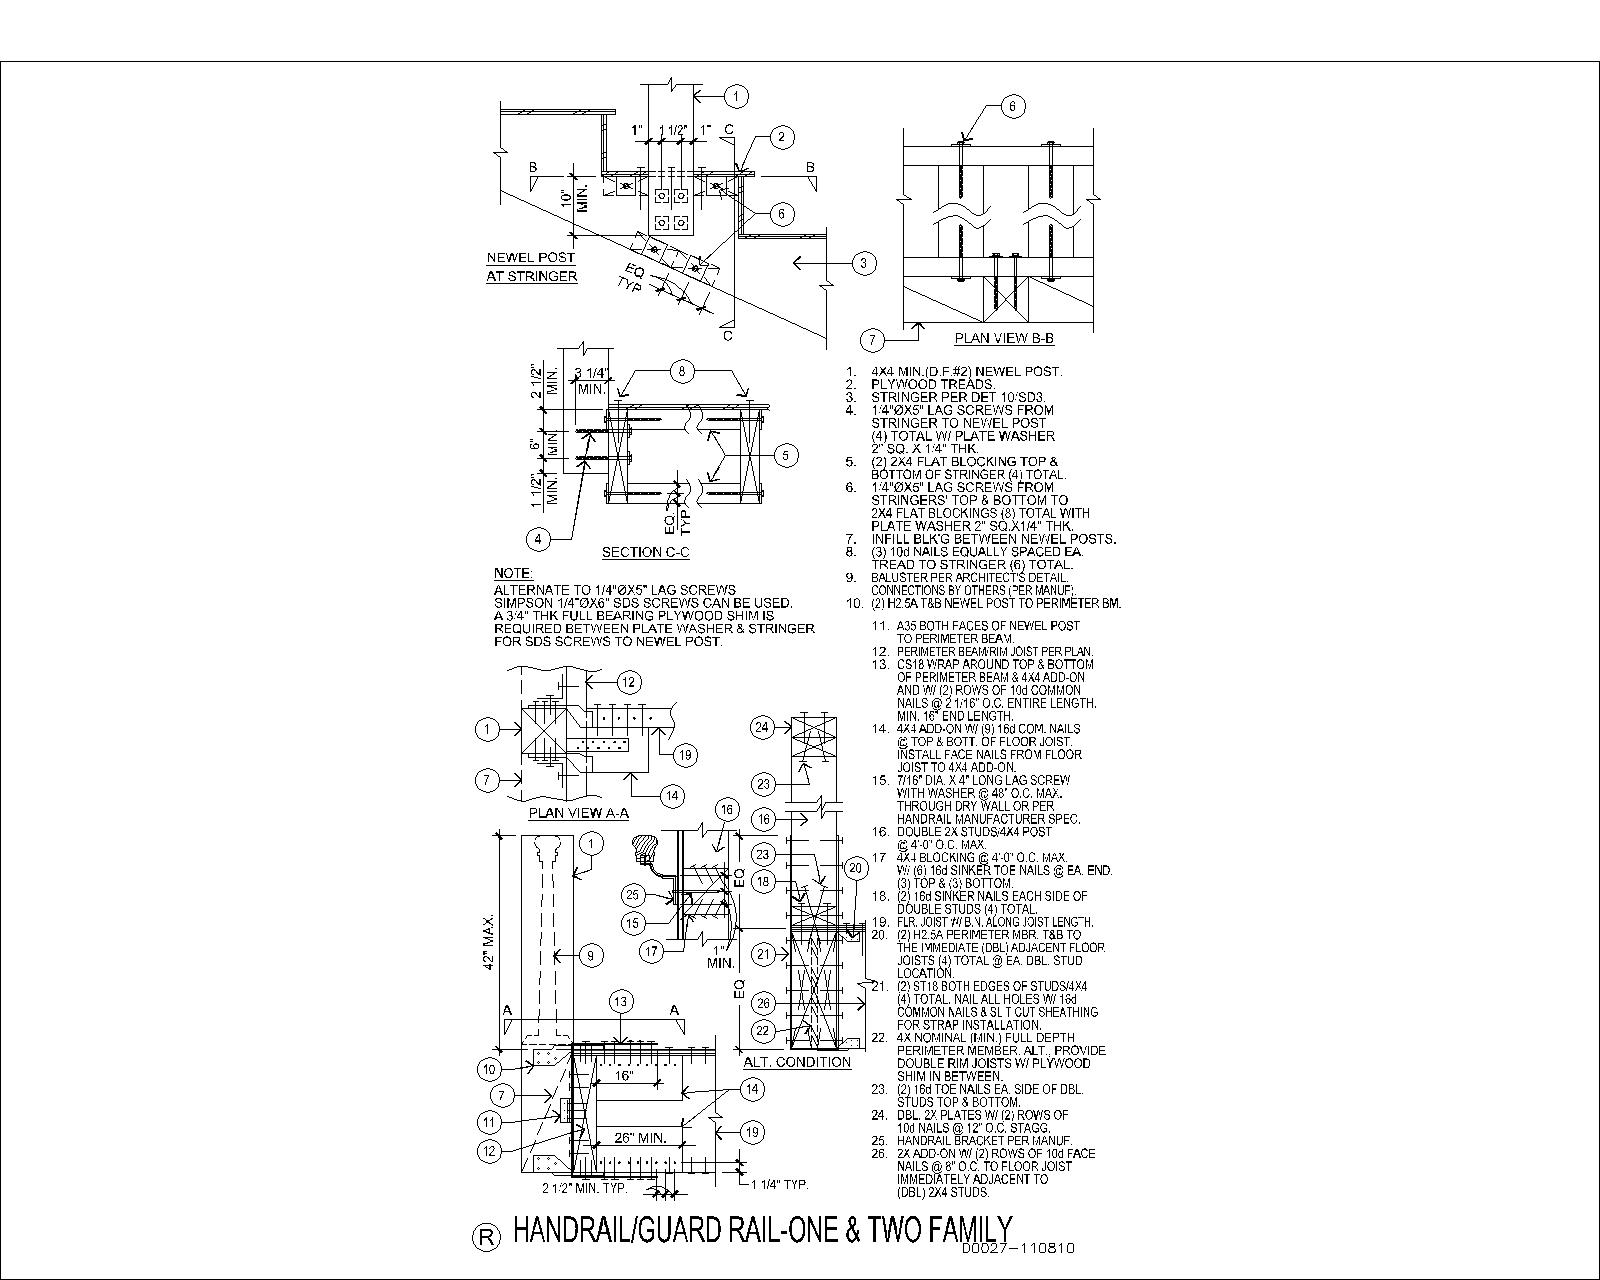 1
C
1" 1 1/2" 1"
2
B
B
10"
MIN.
6
NEWEL POST
AT STRINGER
EQ
TYP
3
C
6
7
PLAN VIEW B-B
2 1/2"
MIN.
3 1/4"
MIN.
8
6"
MIN.
5
1 1/2"
MIN.
EQ.
TYP
4
SECTION C-C
NOTE:
ALTERNATE TO 1/4"ØX5" LAG SCREWS
SIMPSON 1/4"ØX6" SDS SCREWS CAN BE USED.
A 3/4" THK FULL BEARING PLYWOOD SHIM IS
REQUIRED BETWEEN PLATE WASHER & STRINGER
FOR SDS SCREWS TO NEWEL POST.
1. 4X4 MIN.(D.F.#2) NEWEL POST.
2. PLYWOOD TREADS.
3. STRINGER PER DET 10/SD3.
4. 1/4"ØX5" LAG SCREWS FROM
STRINGER TO NEWEL POST
(4) TOTAL W/ PLATE WASHER
2" SQ. X 1/4" THK.
5. (2) 2X4 FLAT BLOCKING TOP &
BOTTOM OF STRINGER (4) TOTAL.
6. 1/4"ØX5" LAG SCREWS FROM
STRINGERS' TOP & BOTTOM TO
2X4 FLAT BLOCKINGS (8) TOTAL WITH
PLATE WASHER 2" SQ.X1/4" THK.
7. INFILL BLK'G BETWEEN NEWEL POSTS.
8. (3) 10d NAILS EQUALLY SPACED EA.
TREAD TO STRINGER (6) TOTAL.
9. BALUSTER PER ARCHITECT'S DETAIL.
CONNECTIONS BY OTHERS (PER MANUF).
10. (2) H2.5A T&B NEWEL POST TO PERIMETER BM.
11. A35 BOTH FACES OF NEWEL POST
TO PERIMETER BEAM.
12. PERIMETER BEAM/RIM JOIST PER PLAN.
13. CS18 WRAP AROUND TOP & BOTTOM
OF PERIMETER BEAM & 4X4 ADD-ON
AND W/ (2) ROWS OF 10d COMMON
NAILS @ 2 1/16" O.C. ENTIRE LENGTH.
MIN. 16" END LENGTH.
14. 4X4 ADD-ON W/ (9) 16d COM. NAILS
@ TOP & BOTT. OF FLOOR JOIST.
INSTALL FACE NAILS FROM FLOOR
JOIST TO 4X4 ADD-ON.
15. 7/16" DIA. X 4" LONG LAG SCREW
WITH WASHER @ 48" O.C. MAX.
THROUGH DRY WALL OR PER
HANDRAIL MANUFACTURER SPEC.
16. DOUBLE 2X STUDS/4X4 POST
@ 4'-0" O.C. MAX.
17 4X4 BLOCKING @ 4'-0" O.C. MAX.
W/ (6) 16d SINKER TOE NAILS @ EA. END.
(3) TOP & (3) BOTTOM.
18. (2) 16d SINKER NAILS EACH SIDE OF
DOUBLE STUDS (4) TOTAL.
19. FLR. JOIST W/ B.N. ALONG JOIST LENGTH.
20. (2) H2.5A PERIMETER MBR. T&B TO
THE IMMEDIATE (DBL) ADJACENT FLOOR
JOISTS (4) TOTAL @ EA. DBL. STUD
LOCATION.
21. (2) ST18 BOTH EDGES OF STUDS/4X4
(4) TOTAL. NAIL ALL HOLES W/ 16d
COMMON NAILS & SLIT CUT SHEATHING
FOR STRAP INSTALLATION.
22. 4X NOMINAL (MIN.) FULL DEPTH
PERIMETER MEMBER. ALT., PROVIDE
DOUBLE RIM JOISTS W/ PLYWOOD
SHIM IN BETWEEN.
23. (2) 16d TOE NAILS EA. SIDE OF DBL.
STUDS TOP & BOTTOM.
24. DBL. 2X PLATES W/ (2) ROWS OF
10d NAILS @ 12" O.C. STAGG.
25. HANDRAIL BRACKET PER MANUF.
26. 2X ADD-ON W/ (2) ROWS OF 10d FACE
NAILS @ 8" O.C. TO FLOOR JOIST
IMMEDIATELY ADJACENT TO
(DBL) 2X4 STUDS.
12
1
19
7
14
PLAN VIEW A-A
42" MAX.
1
9
A
A
13
10
7
11
12
16"
26" MIN.
14
19
2 1/2" MIN. TYP.
1 1/4" TYP.
16
25
15
17
1"
MIN.
EQ
EQ
24
23
16
23
18
20
21
26
22
ALT. CONDITION
R HANDRAIL/GUARD RAIL-ONE & TWO FAMILY
D0027-110810